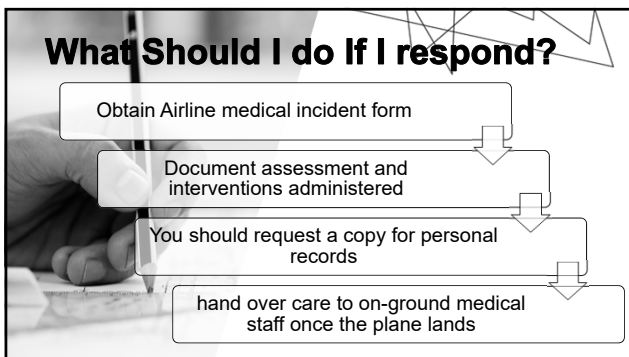 What Should I do If I respond?
Obtain Airline medical incident form
Document assessment and
interventions administered
You should request a copy for personal
records
hand over care to on-ground medical
staff once the plane lands